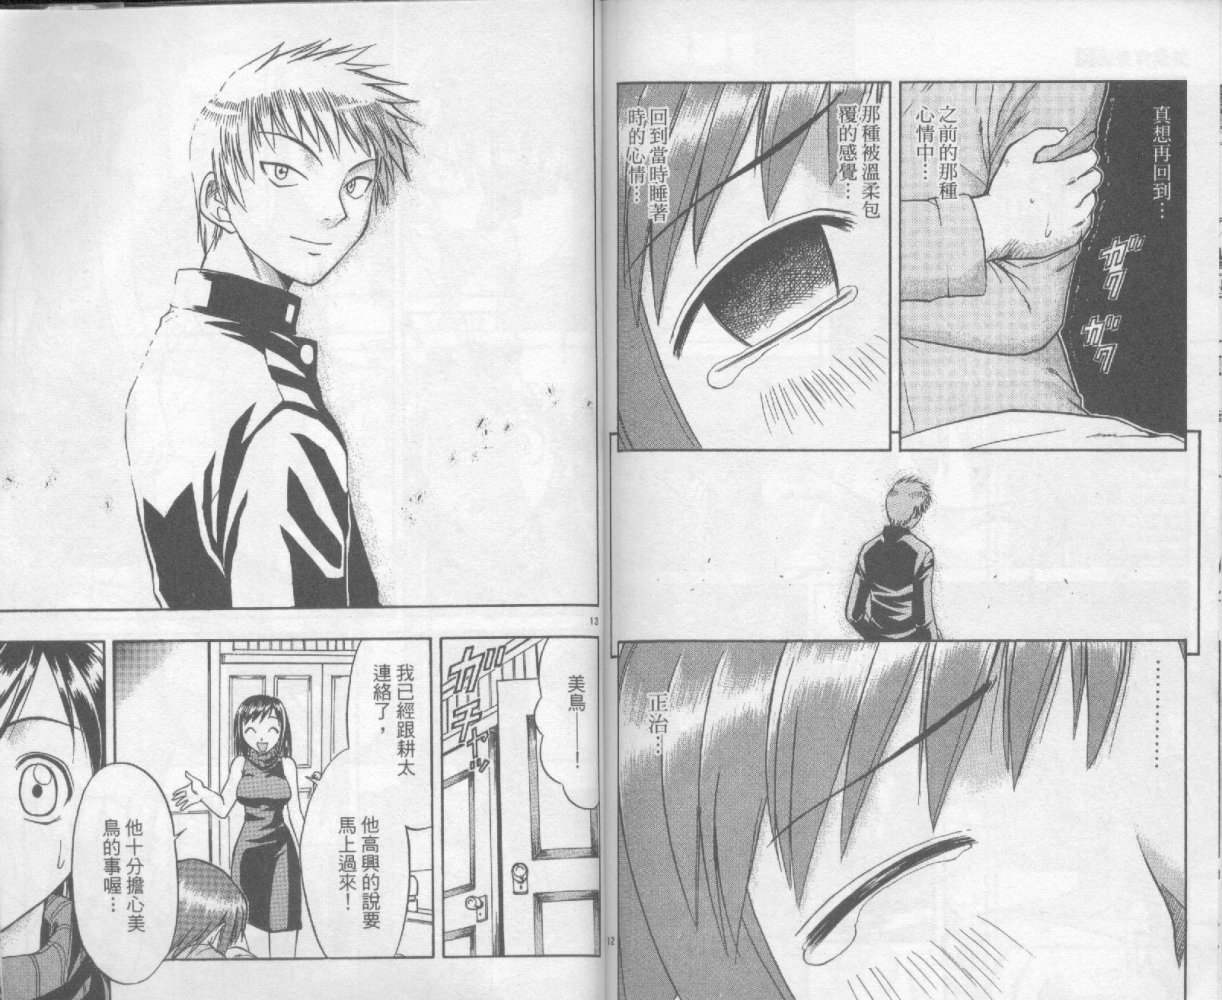 真想再回到…
ガク
ガク
之前的那種
心情中…
那種被溫柔包
覆的感覺…
回到當時睡著
時的心情…
…………
正治…
12
13
美鳥——！
ガチャッ
我已經跟耕太
連絡了，
他高興的說要
馬上過來！
他十分擔心美
鳥的事喔…